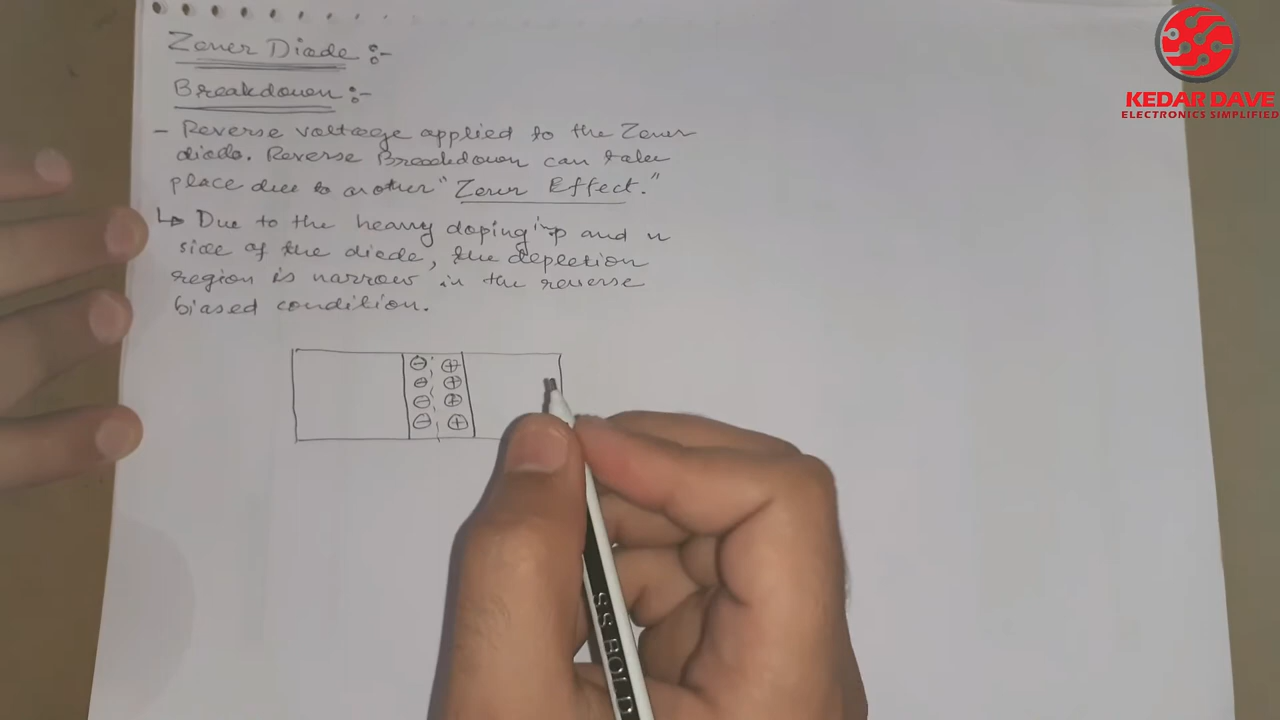 Zener Diode :-
Breakdown :-
- Reverse voltage applied to the Zener
diode. Reverse Breakdown can take
place due to another "Zener Effect."
↳ Due to the heavy doping in p and n
side of the diode, the depletion
region is narrow in the reverse
biased condition.
⊖ ⊕
⊖ ⊕
⊖ ⊕
⊖ ⊕
SS BOLD
KEDAR DAVE
ELECTRONICS SIMPLIFIED